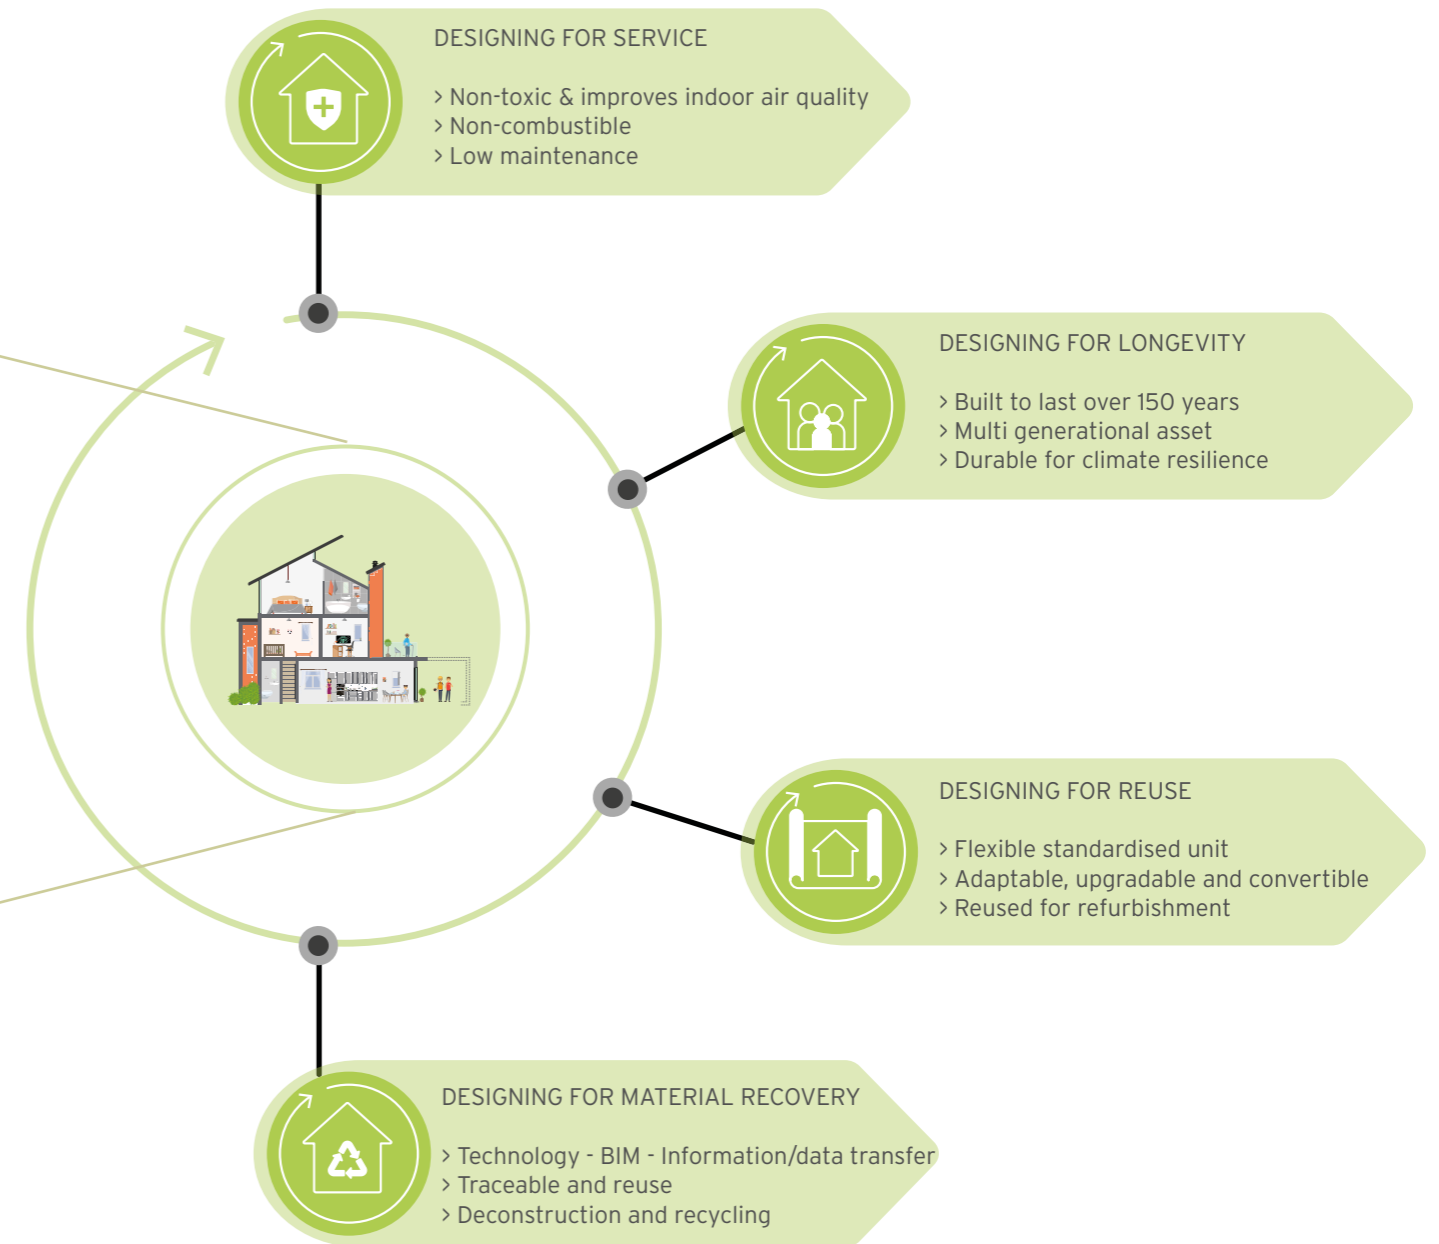 DESIGNING FOR SERVICE
> Non-toxic & improves indoor air quality
> Non-combustible
> Low maintenance
DESIGNING FOR LONGEVITY
> Built to last over 150 years
> Multi generational asset
> Durable for climate resilience
DESIGNING FOR REUSE
> Flexible standardised unit
> Adaptable, upgradable and convertible
> Reused for refurbishment
DESIGNING FOR MATERIAL RECOVERY
> Technology - BIM - Information/data transfer
> Traceable and reuse
> Deconstruction and recycling